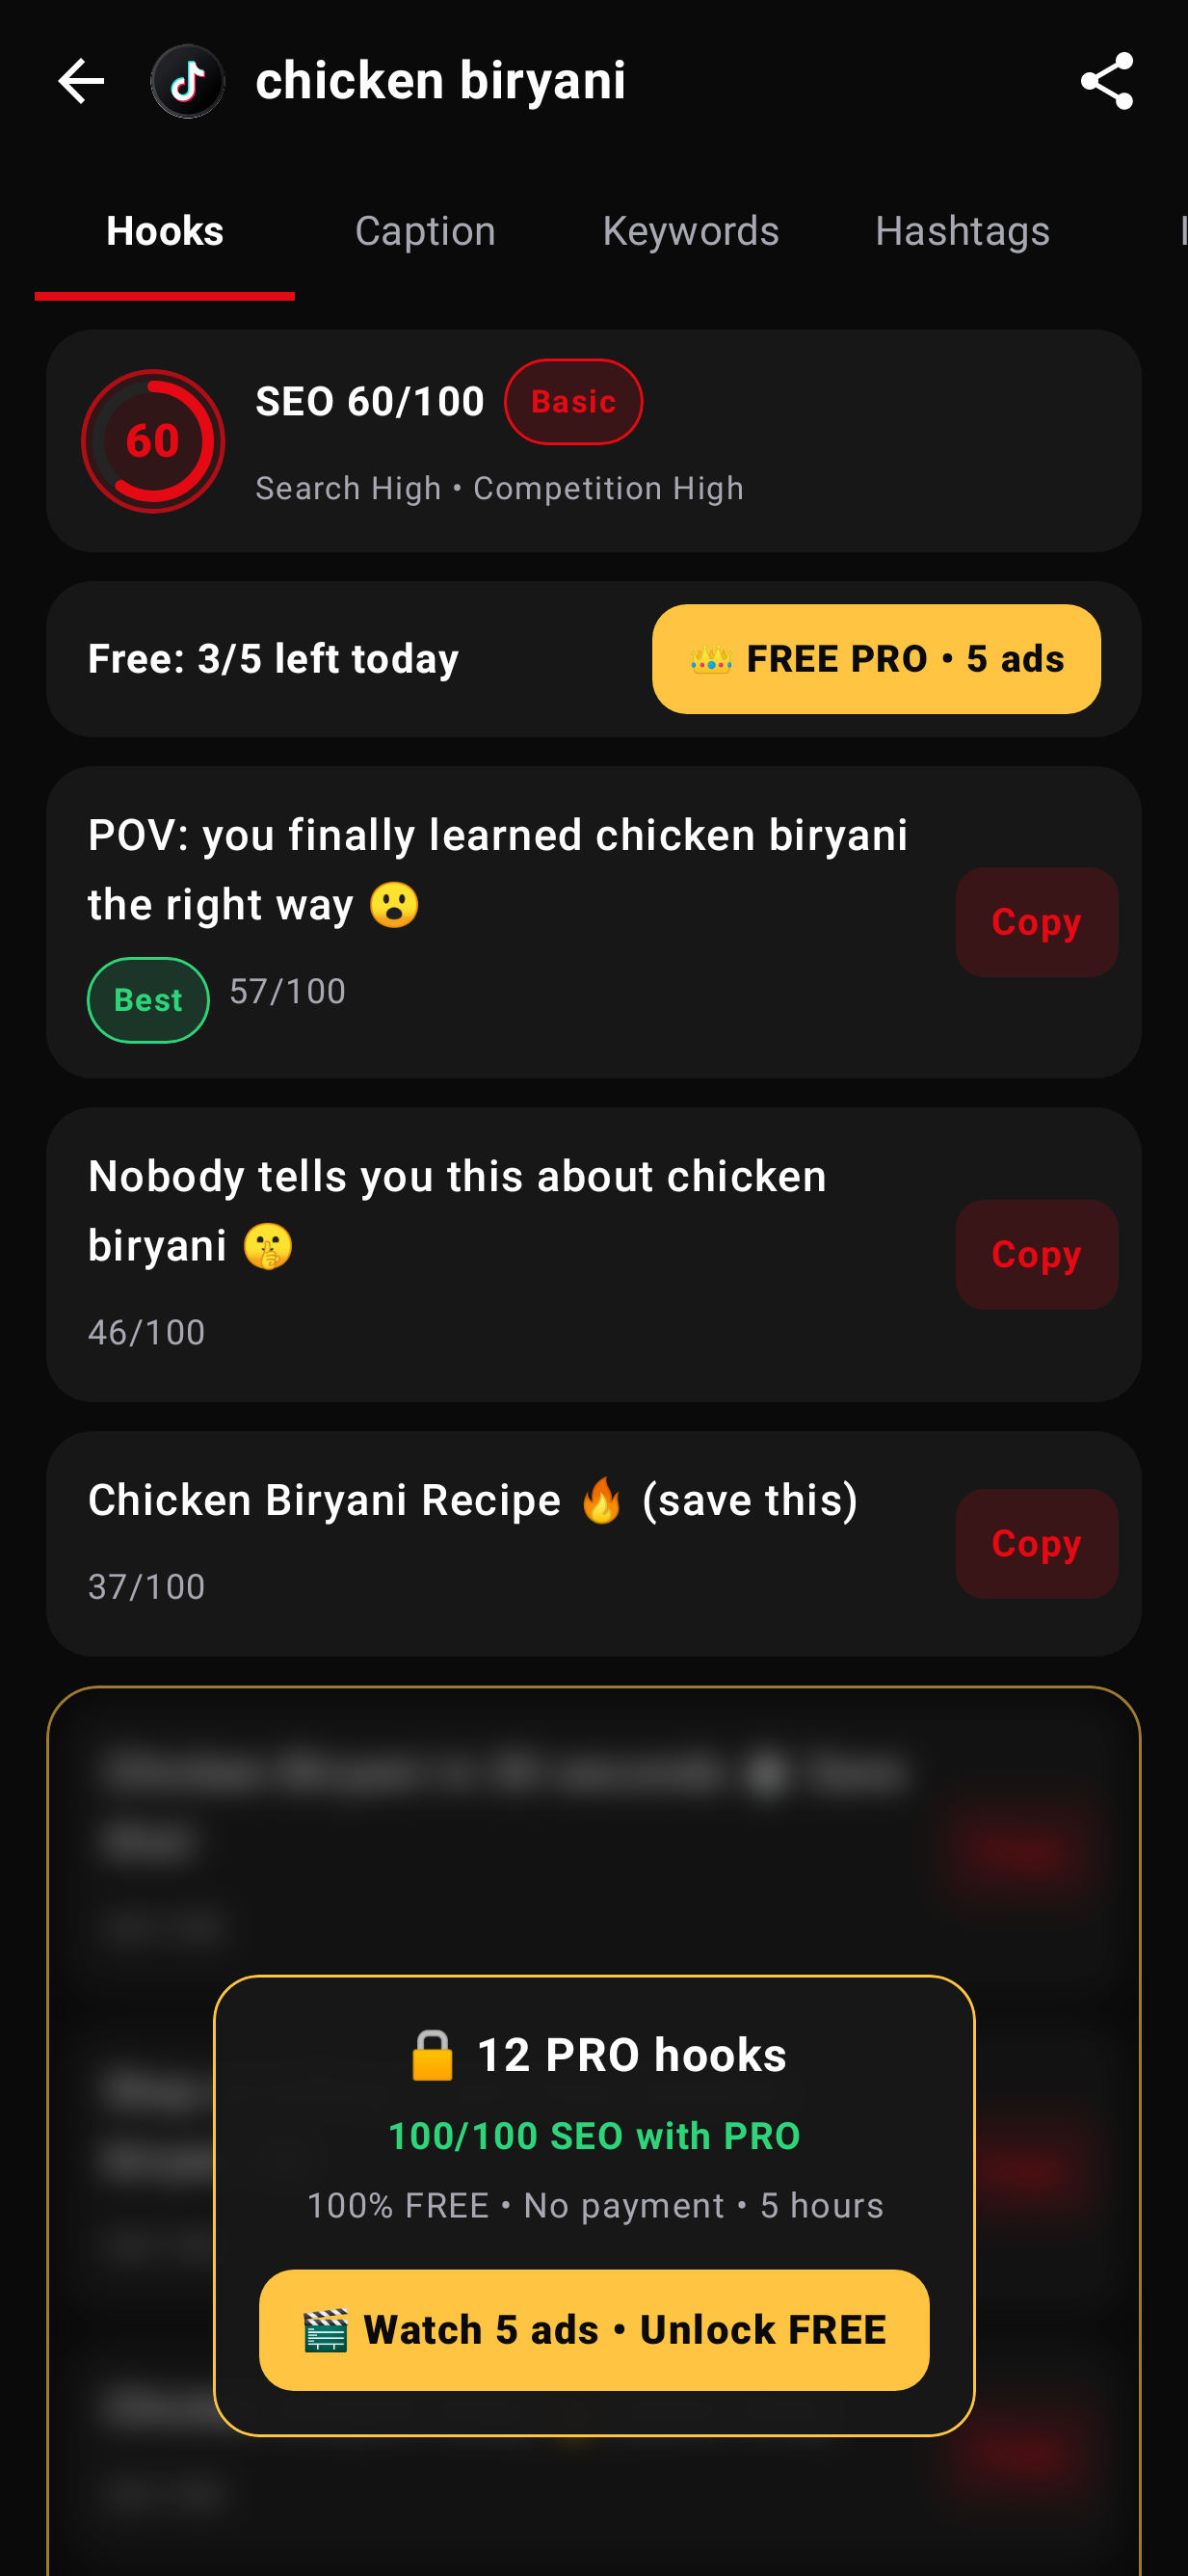 chicken biryani
Hooks Caption Keywords Hashtags
60
SEO 60/100 Basic
Search High • Competition High
Free: 3/5 left today
👑 FREE PRO • 5 ads
POV: you finally learned chicken biryani
the right way 😮
Copy
Best 57/100
Nobody tells you this about chicken
biryani 🤫
Copy
46/100
Chicken Biryani Recipe 🔥 (save this)
Copy
37/100
🔒 12 PRO hooks
100/100 SEO with PRO
100% FREE • No payment • 5 hours
🎬 Watch 5 ads • Unlock FREE